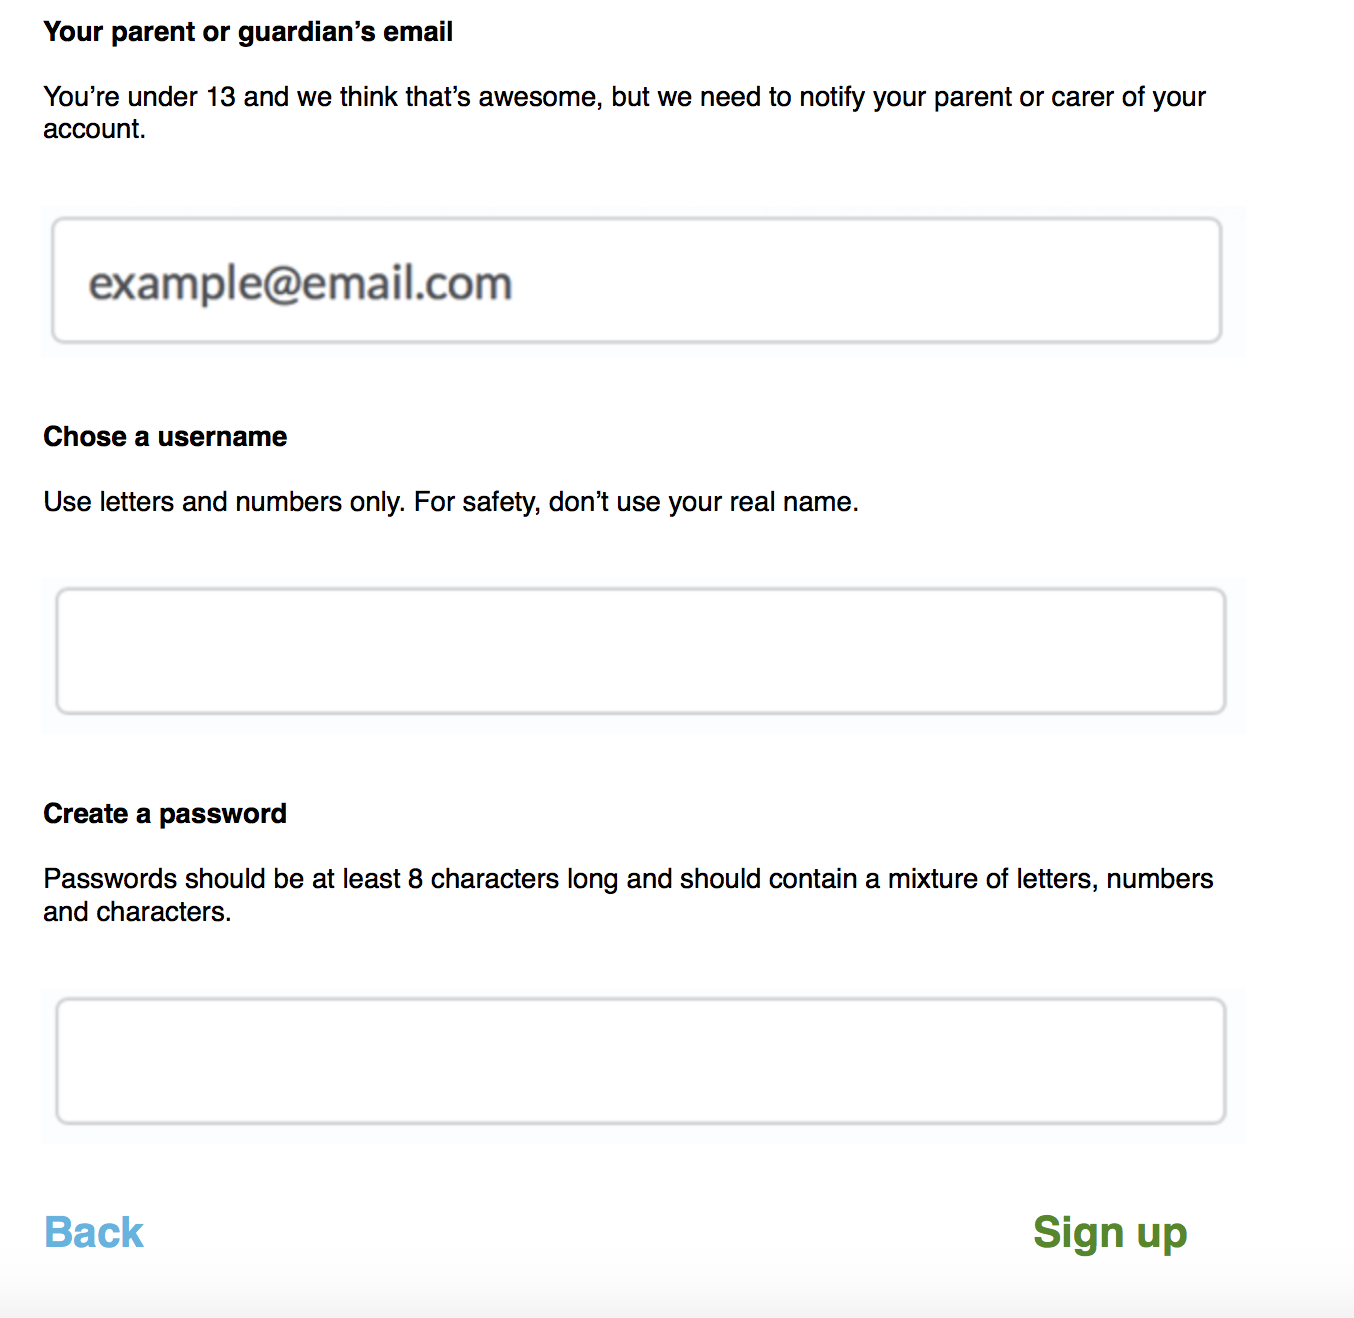 Your parent or guardian’s email
You’re under 13 and we think that’s awesome, but we need to notify your parent or carer of your
account.
example@email.com
Chose a username
Use letters and numbers only. For safety, don’t use your real name.
Create a password
Passwords should be at least 8 characters long and should contain a mixture of letters, numbers
and characters.
Back
Sign up